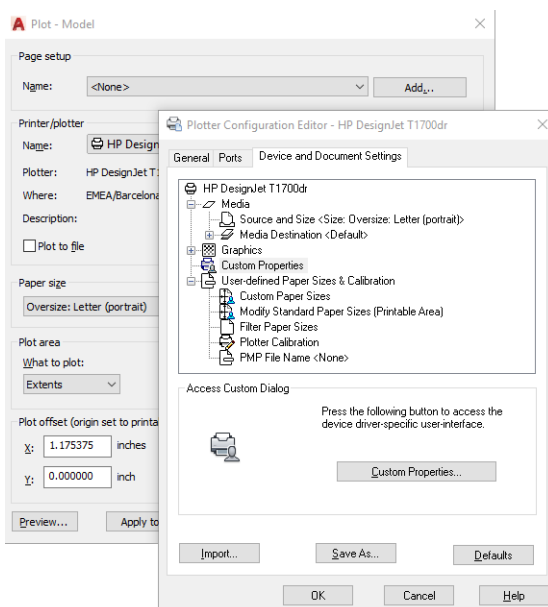 Plot - Model
Page setup
Name:
<None>
Add...
Printer/plotter
Name:
HP Design
Plotter:
HP DesignJet T1
Where:
EMEA/Barcelona
Description:
Plot to file
Paper size
Oversize: Letter (portrait)
Plot area
What to plot:
Extents
Plot offset (origin set to printa
X:
1.175375
inches
Y:
0.000000
inch
Preview...
Apply to
Plotter Configuration Editor - HP DesignJet T1700dr
General
Ports
Device and Document Settings
HP DesignJet T1700dr
Media
Source and Size <Size: Oversize: Letter (portrait)>
Media Destination <Default>
Graphics
Custom Properties
User-defined Paper Sizes & Calibration
Custom Paper Sizes
Modify Standard Paper Sizes (Printable Area)
Filter Paper Sizes
Plotter Calibration
PMP File Name <None>
Access Custom Dialog
Press the following button to access the
device driver-specific user-interface.
Custom Properties...
Import...
Save As...
Defaults
OK
Cancel
Help